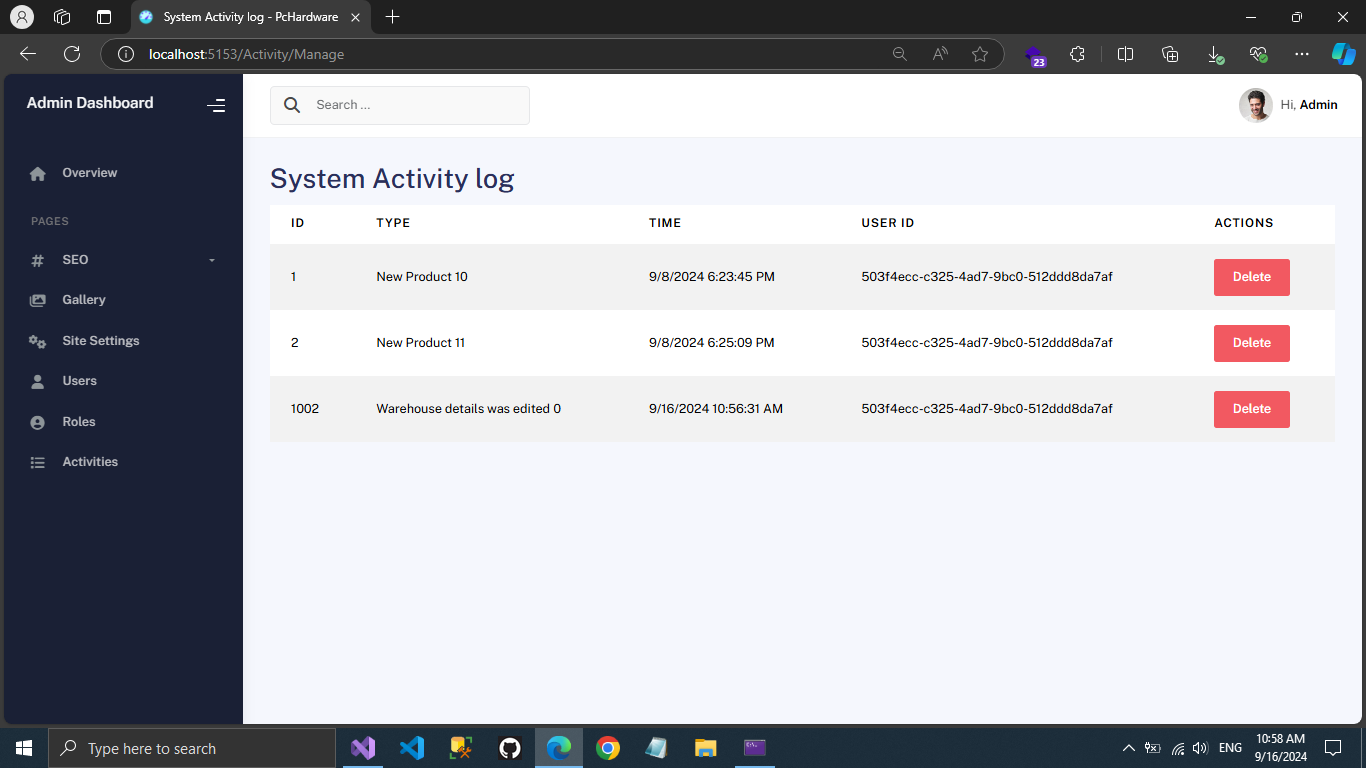 System Activity log - PcHardware
localhost:5153/Activity/Manage
23
Admin Dashboard
Search ...
Hi, Admin
Overview
PAGES
SEO
Gallery
Site Settings
Users
Roles
Activities
System Activity log
ID TYPE TIME USER ID ACTIONS
1 New Product 10 9/8/2024 6:23:45 PM 503f4ecc-c325-4ad7-9bc0-512ddd8da7af Delete
2 New Product 11 9/8/2024 6:25:09 PM 503f4ecc-c325-4ad7-9bc0-512ddd8da7af Delete
1002 Warehouse details was edited 0 9/16/2024 10:56:31 AM 503f4ecc-c325-4ad7-9bc0-512ddd8da7af Delete
Type here to search
ENG
10:58 AM
9/16/2024